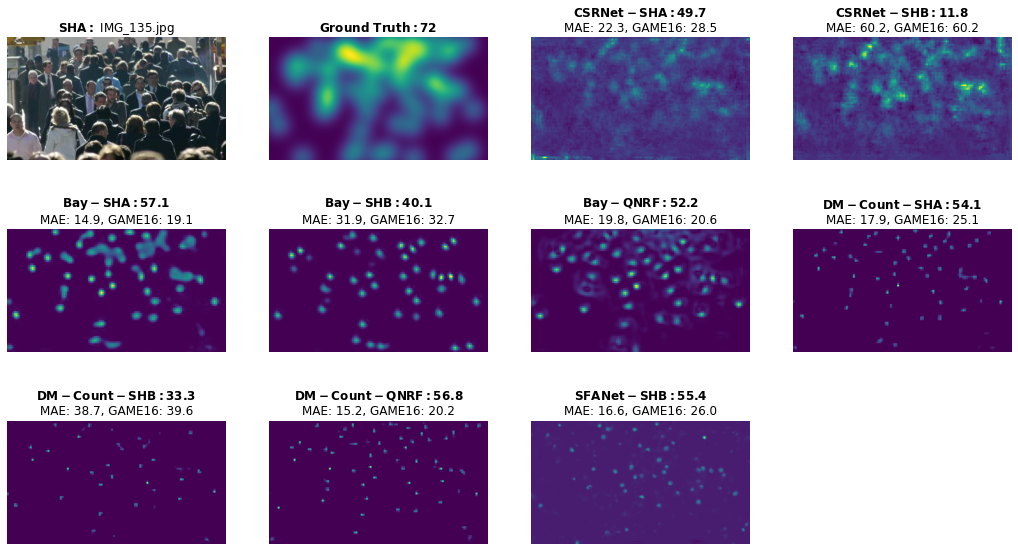 SHA: IMG_135.jpg
Ground Truth: 72
CSRNet-SHA: 49.7
MAE: 22.3, GAME16: 28.5
CSRNet-SHB: 11.8
MAE: 60.2, GAME16: 60.2
Bay-SHA: 57.1
MAE: 14.9, GAME16: 19.1
Bay-SHB: 40.1
MAE: 31.9, GAME16: 32.7
Bay-QNRF: 52.2
MAE: 19.8, GAME16: 20.6
DM-Count-SHA: 54.1
MAE: 17.9, GAME16: 25.1
DM-Count-SHB: 33.3
MAE: 38.7, GAME16: 39.6
DM-Count-QNRF: 56.8
MAE: 15.2, GAME16: 20.2
SFANet-SHB: 55.4
MAE: 16.6, GAME16: 26.0